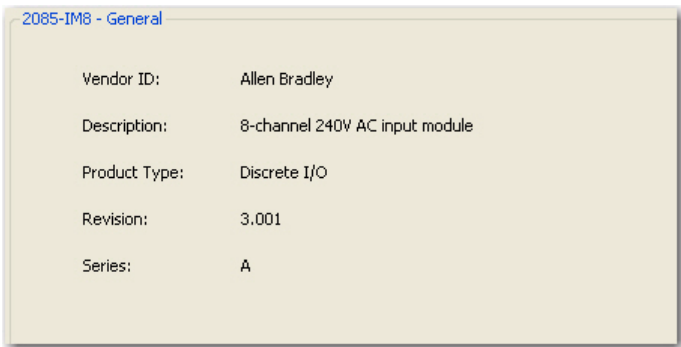 2085-IM8 - General
Vendor ID: Allen Bradley
Description: 8-channel 240V AC input module
Product Type: Discrete I/O
Revision: 3.001
Series: A